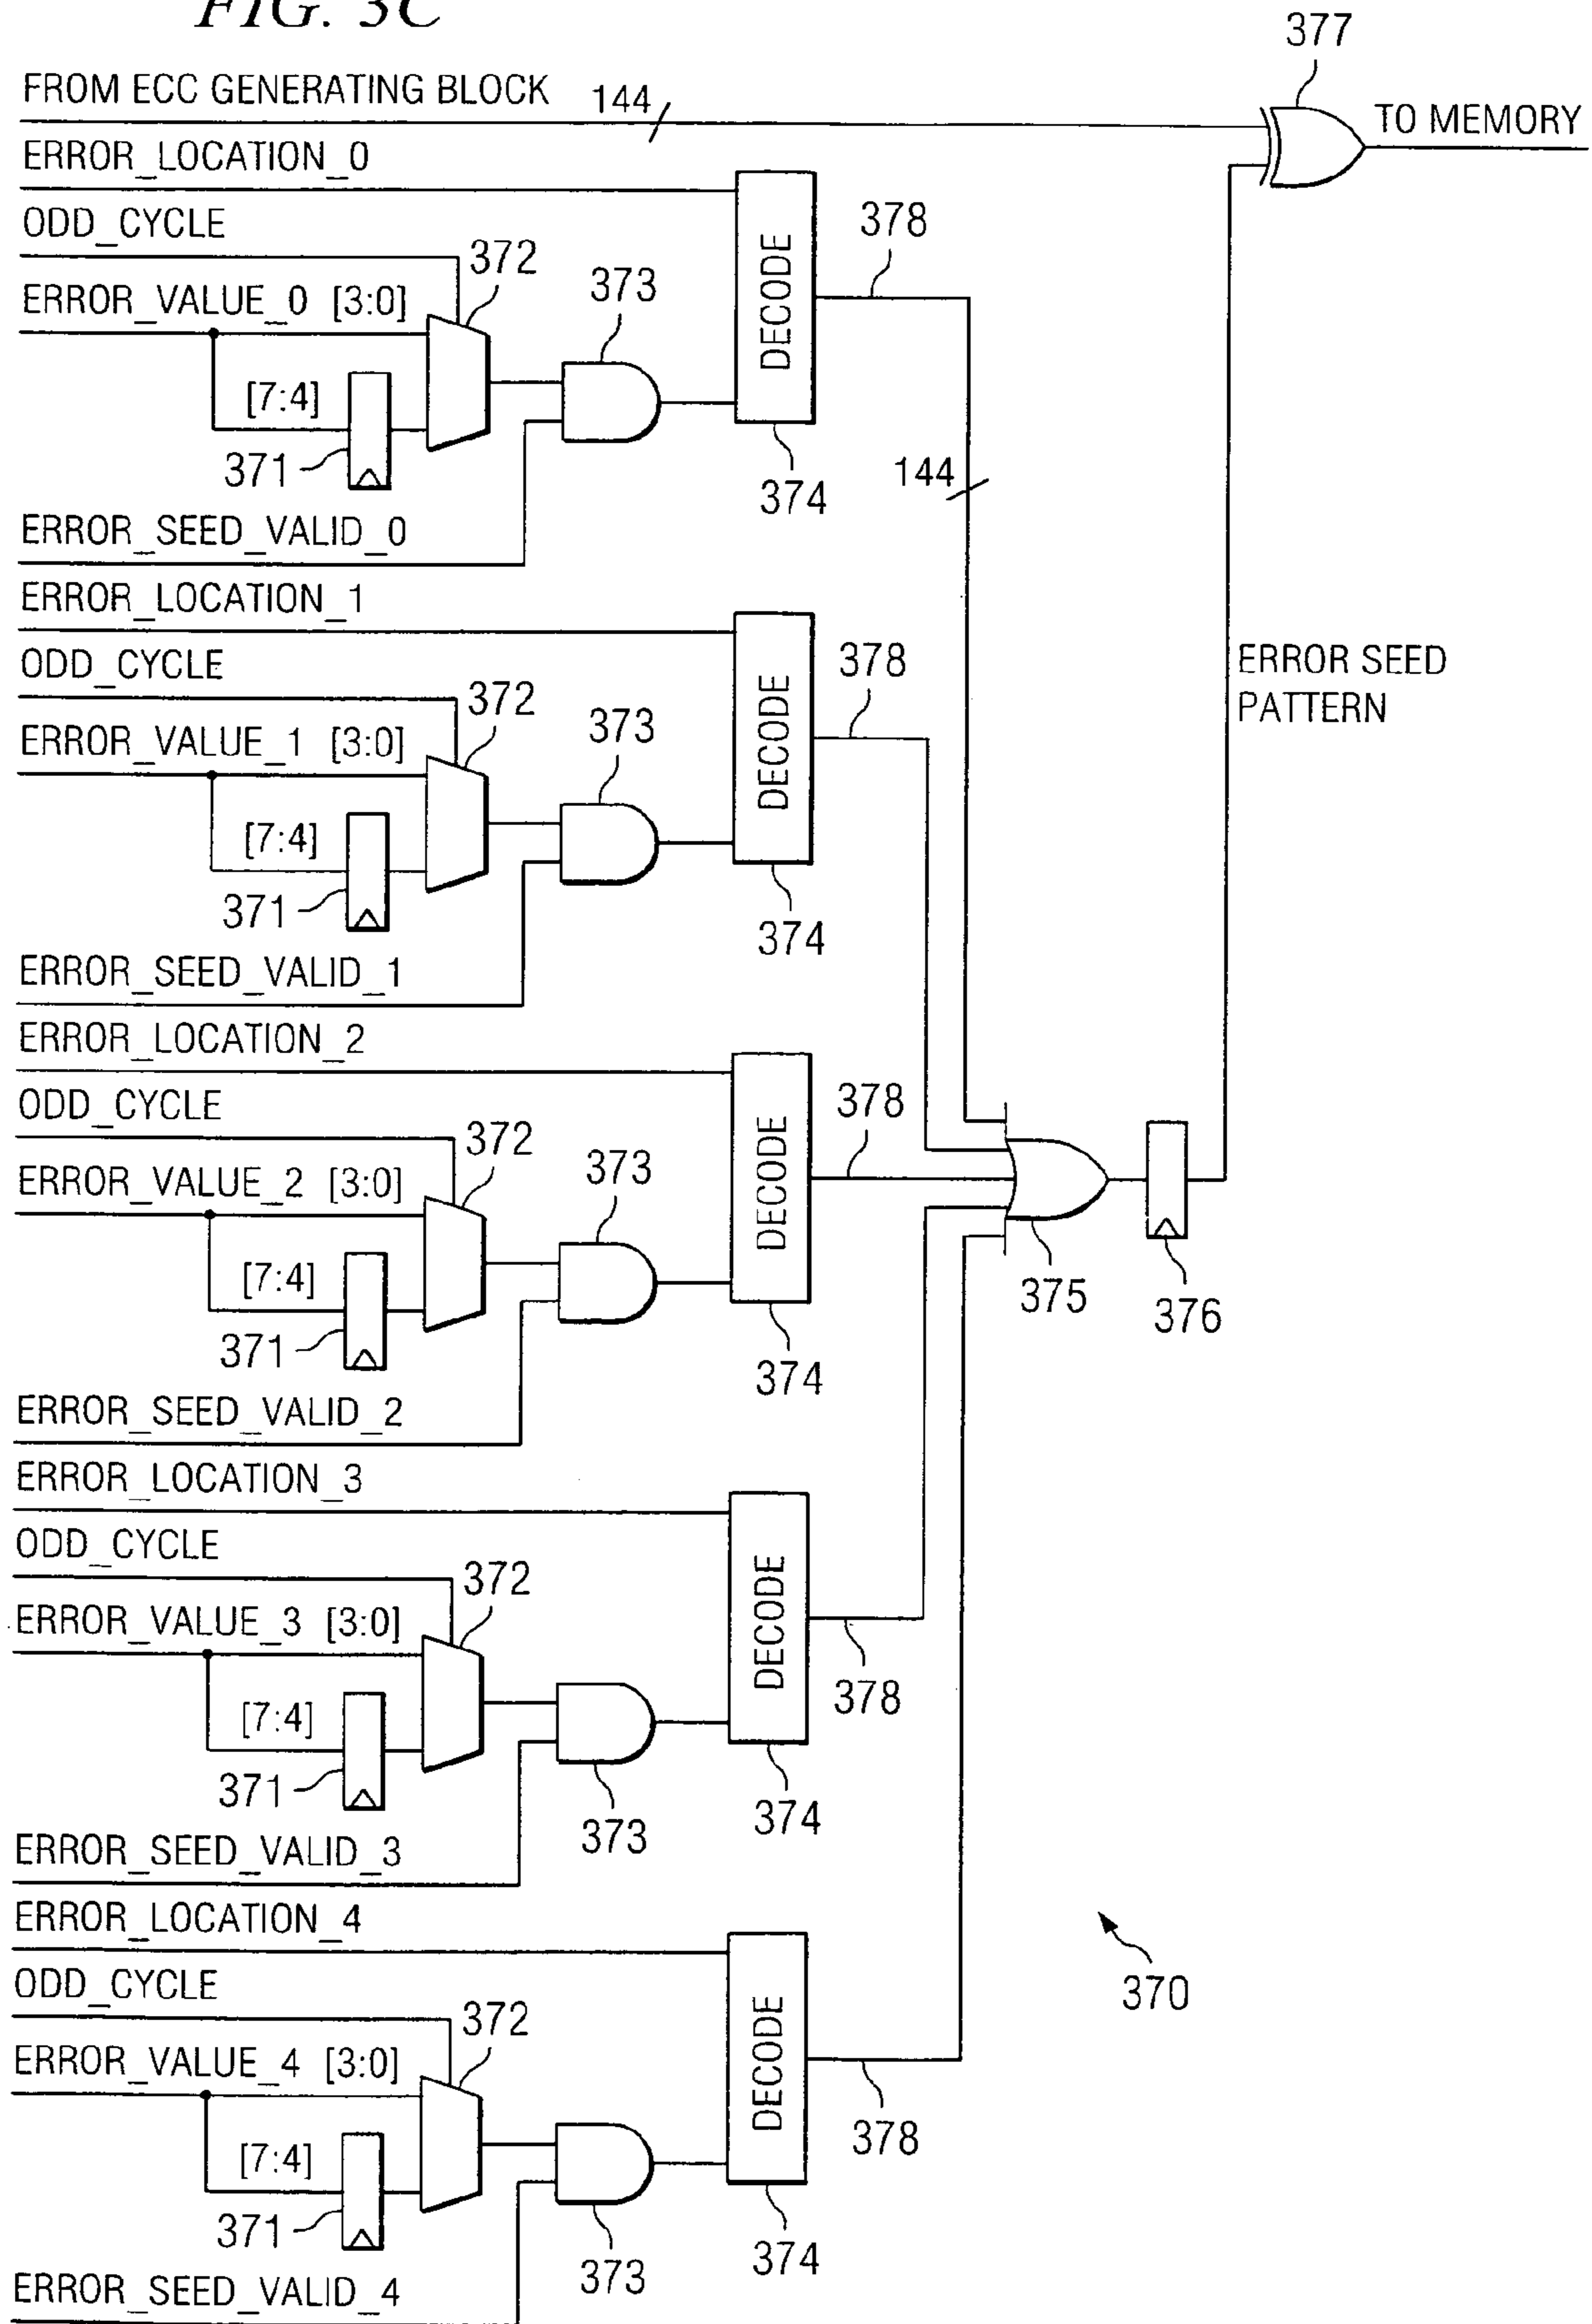 FIG. 3C
377
FROM ECC GENERATING BLOCK 144
TO MEMORY
ERROR_LOCATION_0
ODD_CYCLE
372
378
373
ERROR_VALUE_0 [3:0]
DECODE
[7:4]
371
374
144
ERROR_SEED_VALID_0
ERROR_LOCATION_1
ODD_CYCLE
378
ERROR SEED
PATTERN
372
373
ERROR_VALUE_1 [3:0]
DECODE
[7:4]
371
374
ERROR_SEED_VALID_1
ERROR_LOCATION_2
ODD_CYCLE
378
372
373
ERROR_VALUE_2 [3:0]
DECODE
[7:4]
375
376
371
374
ERROR_SEED_VALID_2
ERROR_LOCATION_3
ODD_CYCLE
372
ERROR_VALUE_3 [3:0]
DECODE
378
[7:4]
371
374
373
ERROR_SEED_VALID_3
ERROR_LOCATION_4
ODD_CYCLE
370
372
ERROR_VALUE_4 [3:0]
DECODE
378
[7:4]
371
374
373
ERROR_SEED_VALID_4